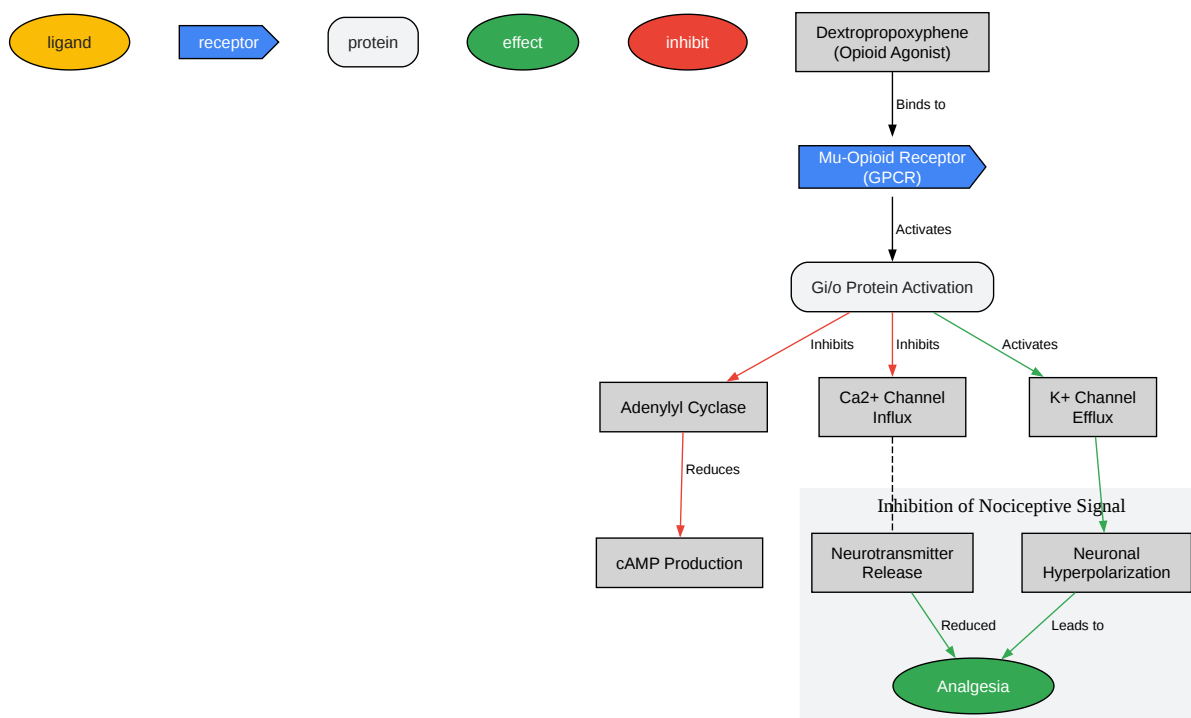 ligand
receptor
protein
effect
inhibit
Dextropropoxyphene
(Opioid Agonist)
Binds to
Mu-Opioid Receptor
(GPCR)
Activates
Gi/o Protein Activation
Inhibits
Inhibits
Activates
Adenylyl Cyclase
Ca2+ Channel
Influx
K+ Channel
Efflux
Reduces
Inhibition of Nociceptive Signal
cAMP Production
Neurotransmitter
Release
Neuronal
Hyperpolarization
Reduced
Leads to
Analgesia